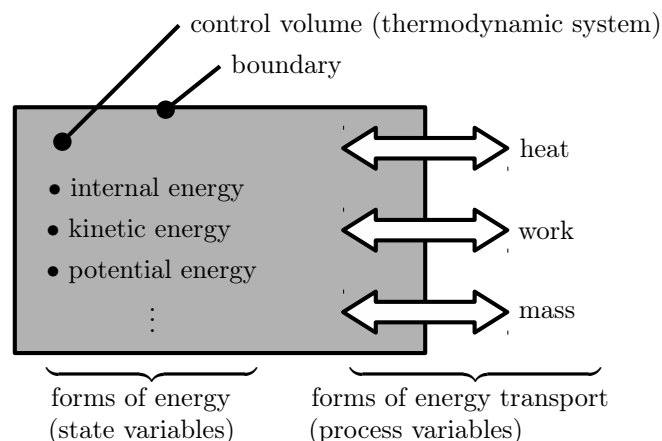 control volume (thermodynamic system)
boundary
heat
• internal energy
• kinetic energy
work
• potential energy
⋮
mass
forms of energy
(state variables)
forms of energy transport
(process variables)